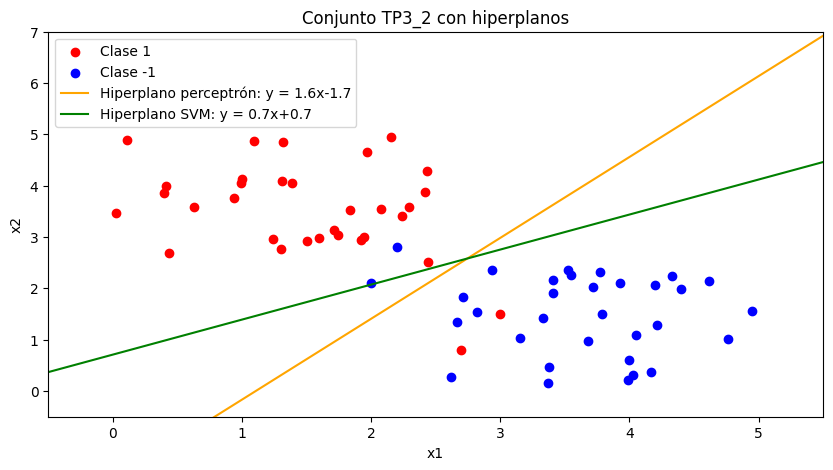 Conjunto TP3_2 con hiperplanos
Clase 1
Clase -1
Hiperplano perceptrón: y = 1.6x-1.7
Hiperplano SVM: y = 0.7x+0.7
7
6
5
4
3
2
1
0
x2
0 1 2 3 4 5
x1